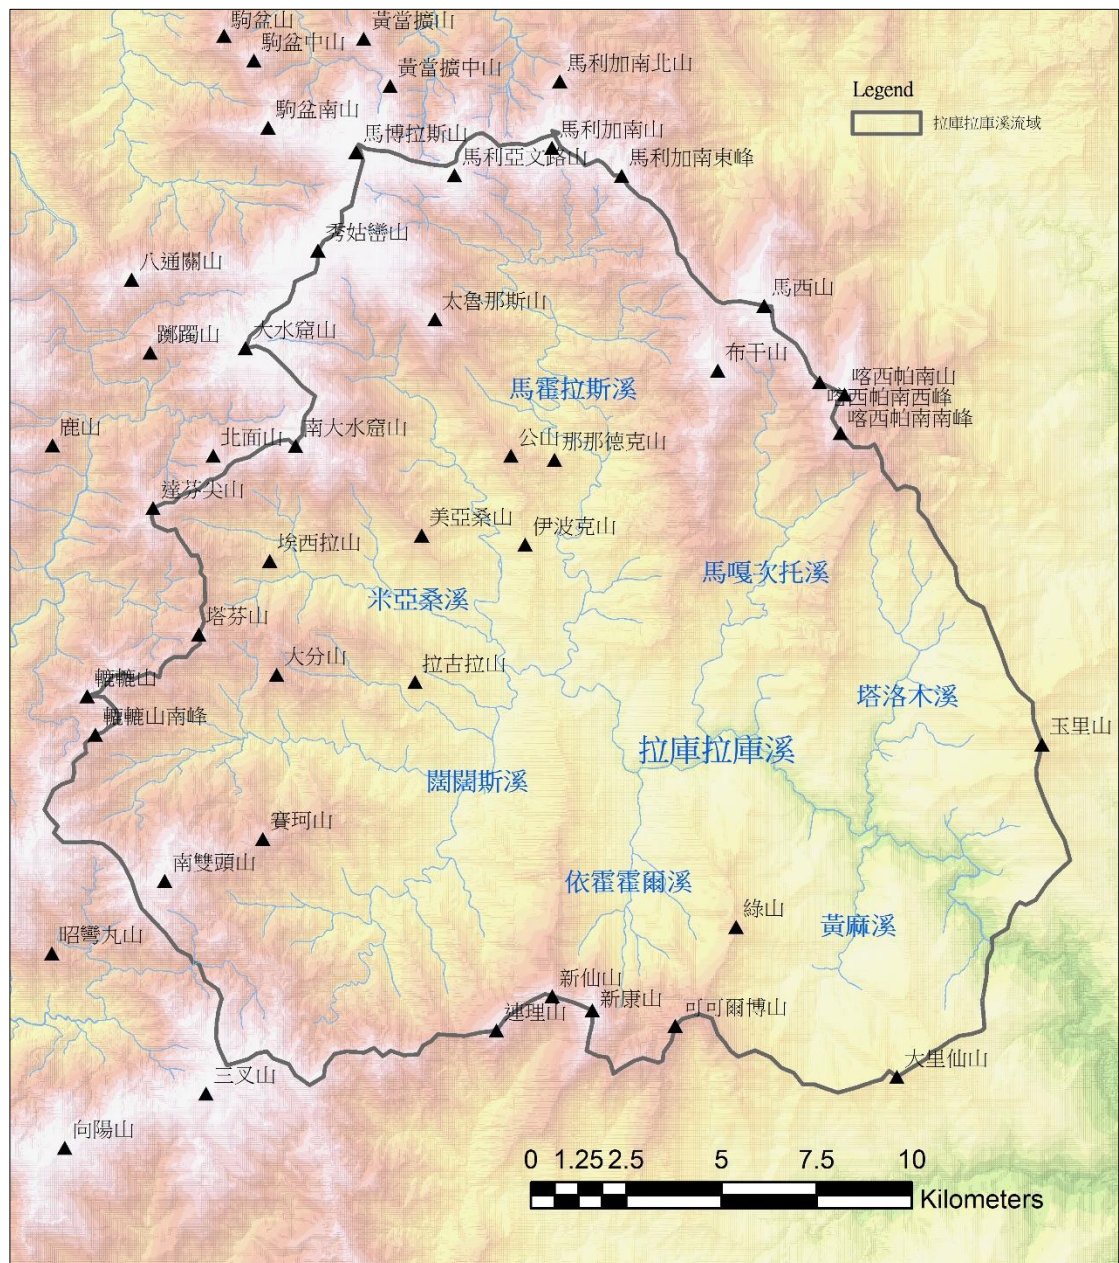 駒盆山
黃當擴山
駒盆中山
黃當擴中山
馬利加南北山
Legend
拉庫拉庫溪流域
駒盆南山
馬博拉斯山
馬利加南山
馬利亞文路山
馬利加南東峰
秀姑巒山
八通關山
馬西山
太魯那斯山
大水窟山
躑躅山
布干山
喀西帕南山
馬霍拉斯溪
喀西帕南西峰
喀西帕南南峰
鹿山
北面山
南大水窟山
公山
那那德克山
達芬尖山
美亞桑山
伊波克山
埃西拉山
馬嘎次托溪
米亞桑溪
塔芬山
大分山
拉古拉山
轆轆山
塔洛木溪
轆轆山南峰
玉里山
拉庫拉庫溪
闊闊斯溪
賽珂山
南雙頭山
依霍霍爾溪
綠山
黃麻溪
昭彎丸山
新仙山
新康山
連理山
可可爾博山
大里仙山
三叉山
向陽山
0 1.25 2.5 5 7.5 10
Kilometers